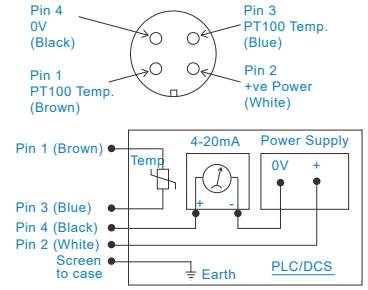 Pin 4
0V
(Black)
Pin 3
PT100 Temp.
(Blue)
Pin 1
PT100 Temp.
(Brown)
Pin 2
+ve Power
(White)
4-20mA
Power Supply
Pin 1 (Brown)
Temp
0V
+
+
-
Pin 3 (Blue)
Pin 4 (Black)
Pin 2 (White)
Screen
to case
Earth
PLC/DCS